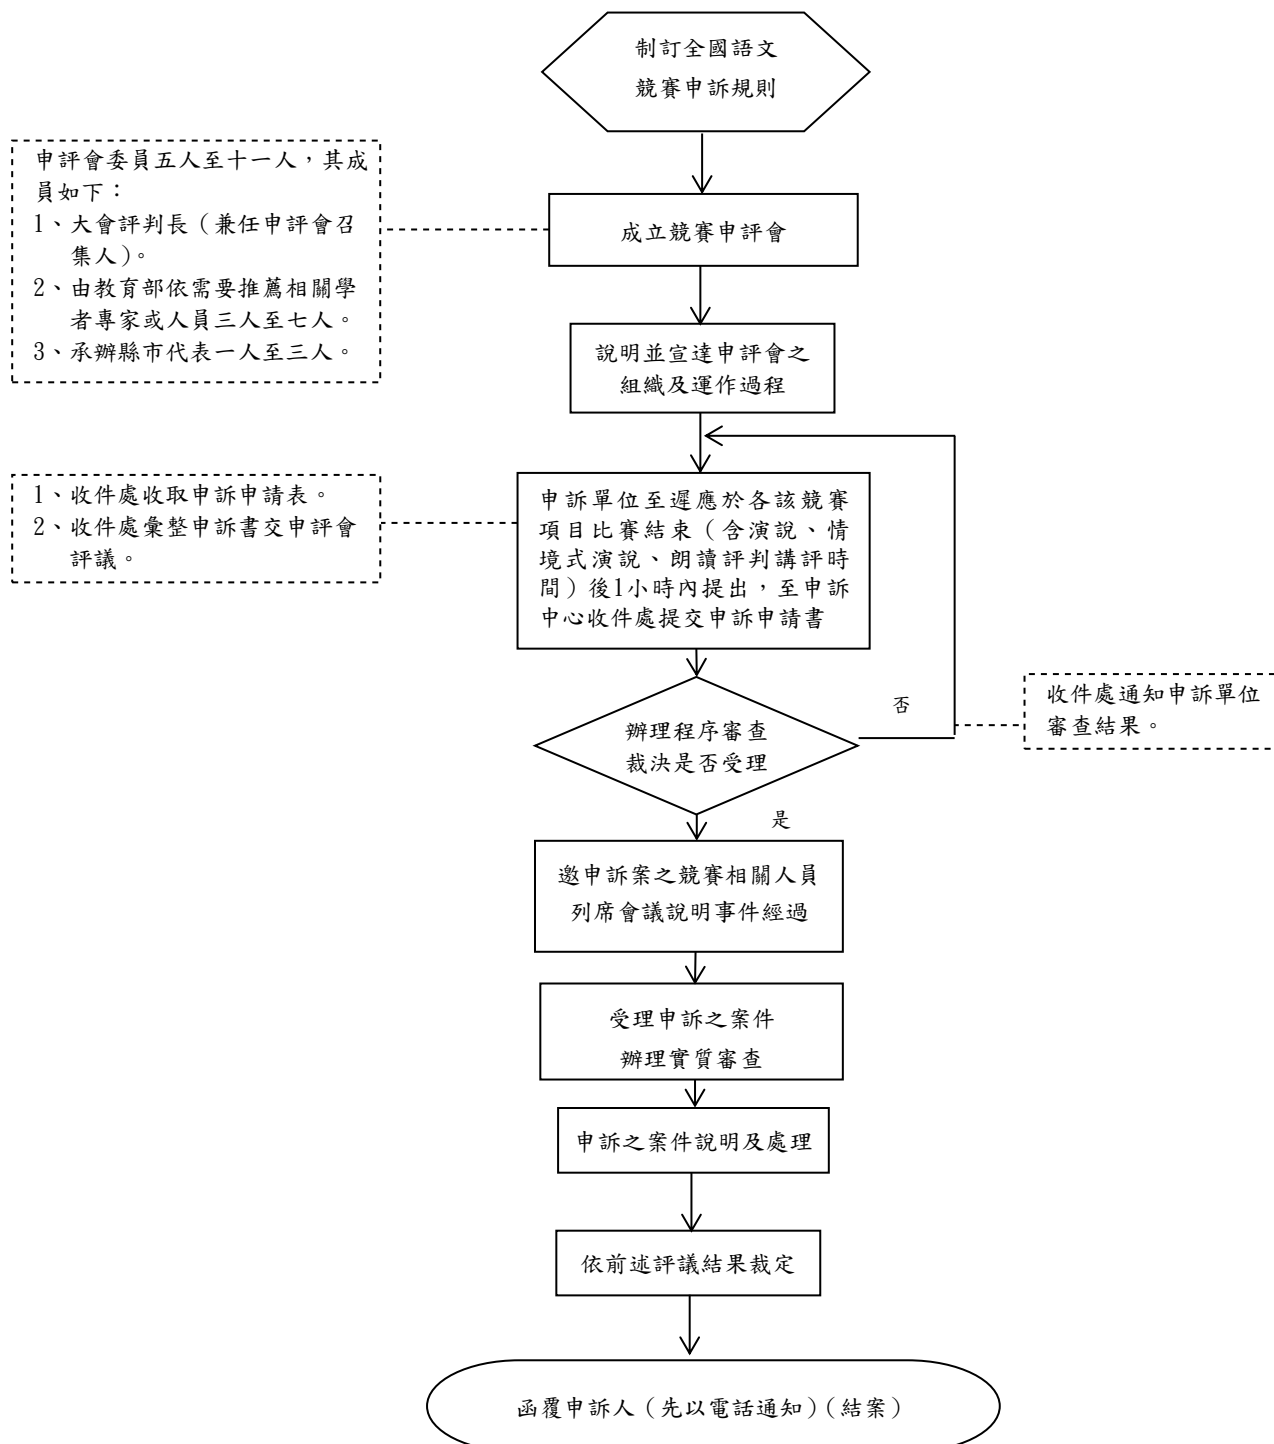 制訂全國語文
競賽申訴規則
申評會委員五人至十一人，其成
員如下：
1、大會評判長（兼任申評會召
集人）。
2、由教育部依需要推薦相關學
者專家或人員三人至七人。
3、承辦縣市代表一人至三人。
成立競賽申評會
說明並宣達申評會之
組織及運作過程
1、收件處收取申訴申請表。
2、收件處彙整申訴書交申評會
評議。
申訴單位至遲應於各該競賽
項目比賽結束（含演說、情
境式演說、朗讀評判講評時
間）後1小時內提出，至申訴
中心收件處提交申訴申請書
辦理程序審查
裁決是否受理
否
收件處通知申訴單位
審查結果。
是
邀申訴案之競賽相關人員
列席會議說明事件經過
受理申訴之案件
辦理實質審查
申訴之案件說明及處理
依前述評議結果裁定
函覆申訴人（先以電話通知）（結案）